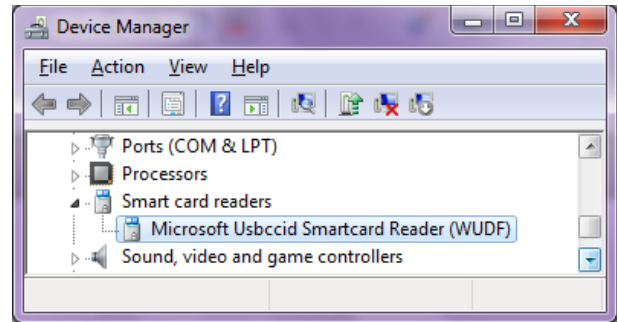 Device Manager
File Action View Help
Ports (COM & LPT)
Processors
Smart card readers
Microsoft Usbccid Smartcard Reader (WUDF)
Sound, video and game controllers